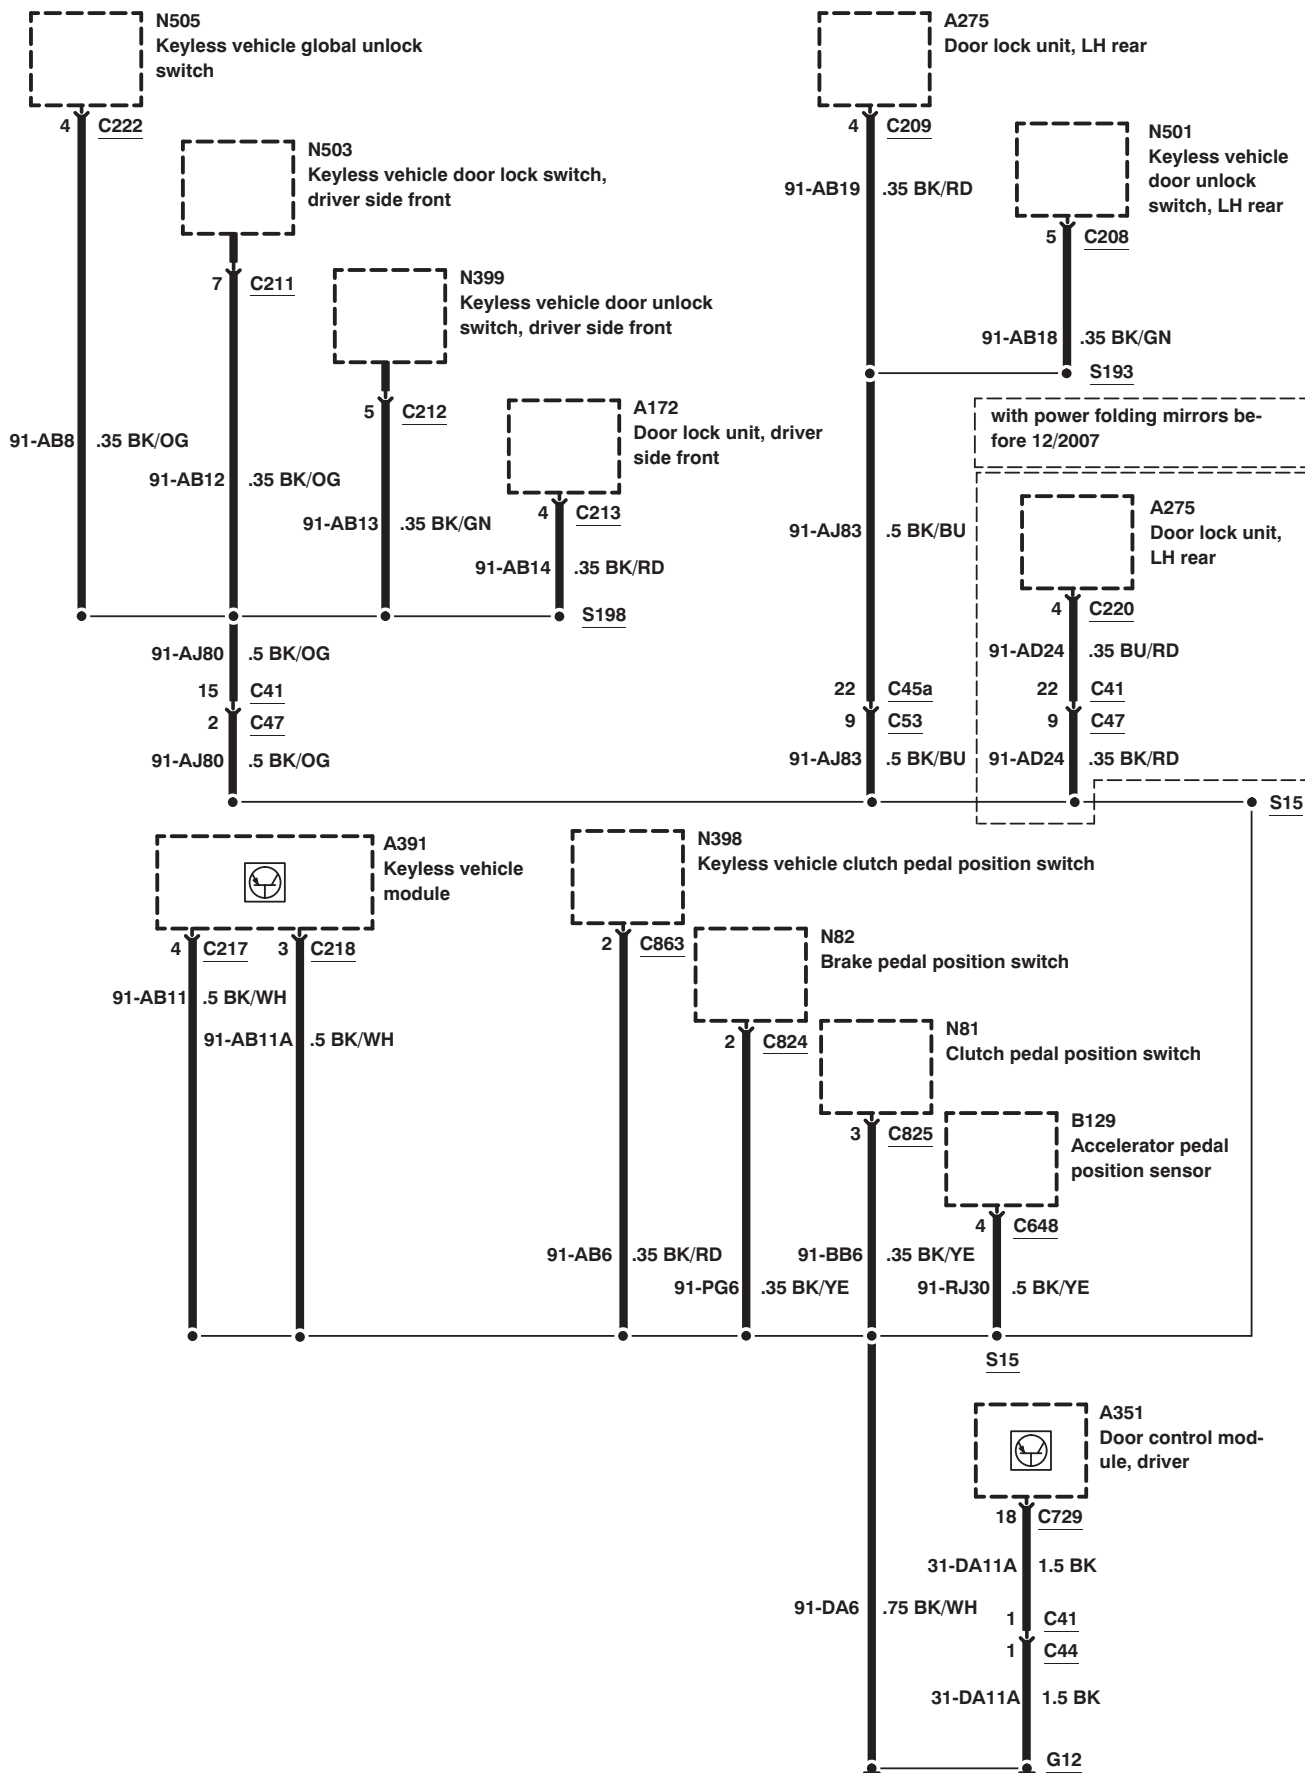 N505
Keyless vehicle global unlock
switch
4 C222
N503
Keyless vehicle door lock switch,
driver side front
7 C211
N399
Keyless vehicle door unlock
switch, driver side front
5 C212
A172
Door lock unit, driver
side front
4 C213
91-AB8 .35 BK/OG
91-AB12 .35 BK/OG
91-AB13 .35 BK/GN
91-AB14 .35 BK/RD
S198
91-AJ80 .5 BK/OG
15 C41
2 C47
91-AJ80 .5 BK/OG
A275
Door lock unit, LH rear
4 C209
91-AB19 .35 BK/RD
N501
Keyless vehicle
door unlock
switch, LH rear
5 C208
91-AB18 .35 BK/GN
S193
with power folding mirrors be-
fore 12/2007
91-AJ83 .5 BK/BU
A275
Door lock unit,
LH rear
4 C220
91-AD24 .35 BU/RD
22 C45a
9 C53
91-AJ83 .5 BK/BU
22 C41
9 C47
91-AD24 .35 BK/RD
S15
A391
Keyless vehicle
module
4 C217
3 C218
91-AB11 .5 BK/WH
91-AB11A .5 BK/WH
N398
Keyless vehicle clutch pedal position switch
2 C863
N82
Brake pedal position switch
2 C824
N81
Clutch pedal position switch
3 C825
B129
Accelerator pedal
position sensor
4 C648
91-AB6 .35 BK/RD
91-PG6 .35 BK/YE
91-BB6 .35 BK/YE
91-RJ30 .5 BK/YE
S15
A351
Door control mod-
ule, driver
18 C729
31-DA11A 1.5 BK
91-DA6 .75 BK/WH
1 C41
1 C44
31-DA11A 1.5 BK
G12